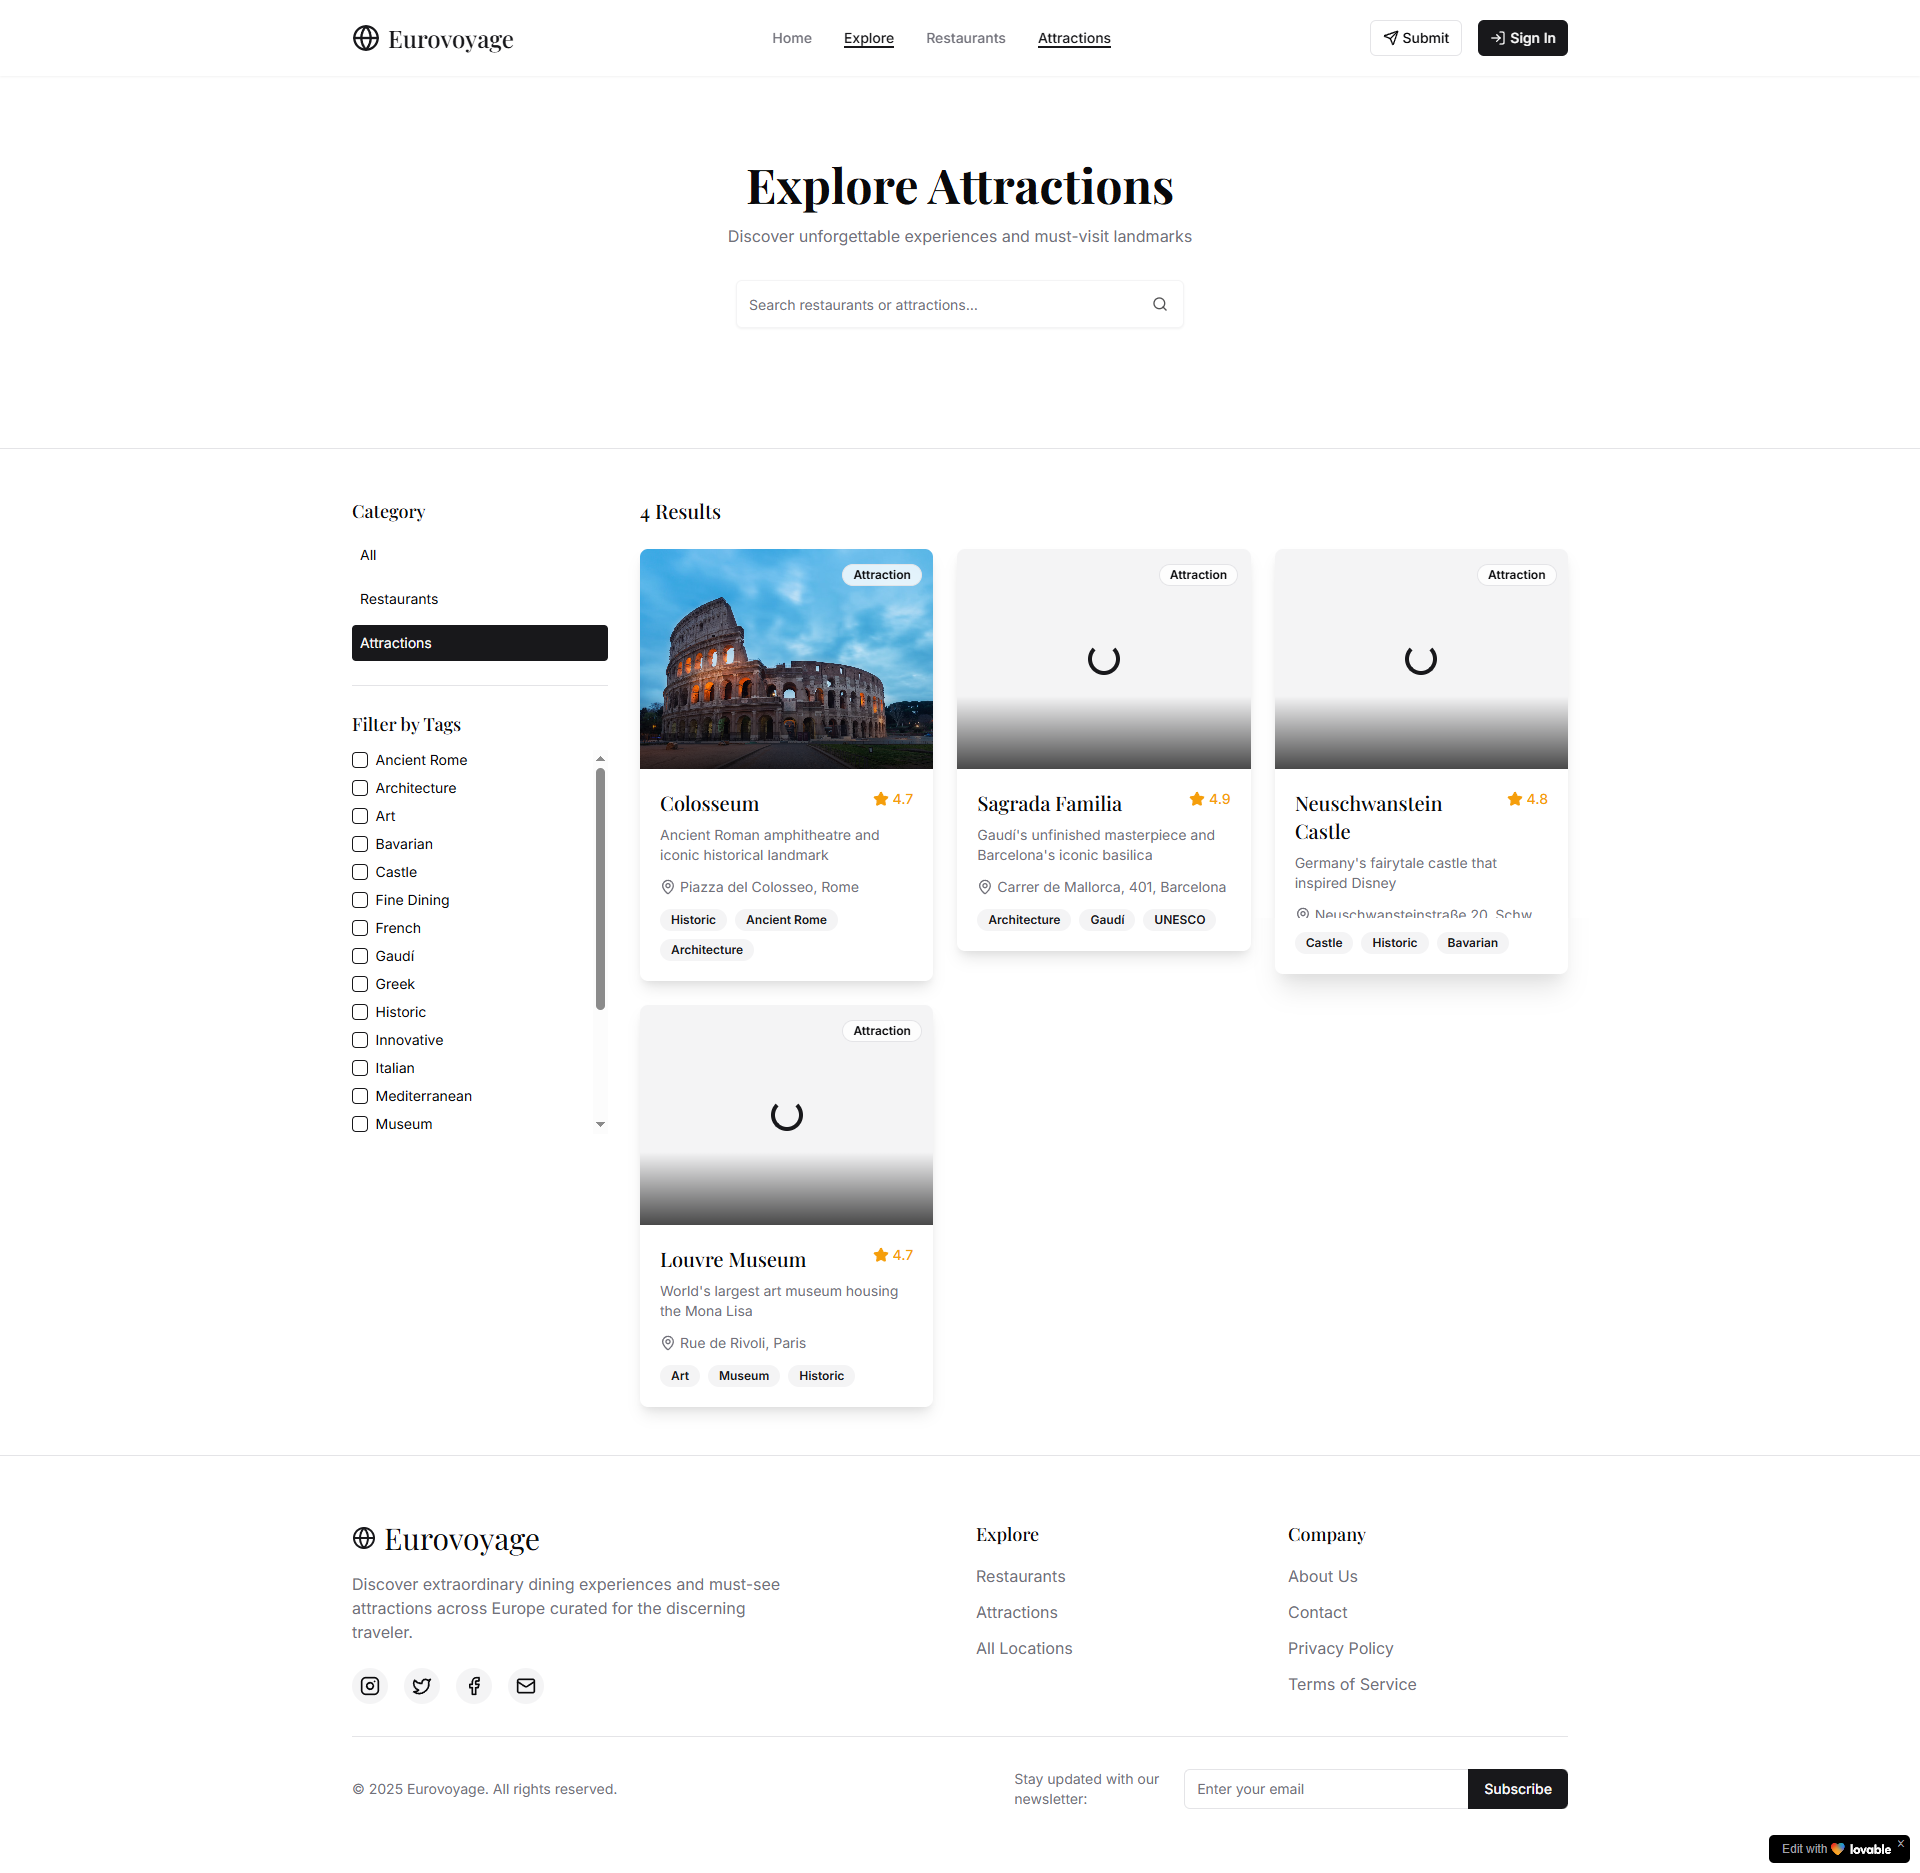 Eurovoyage
Home
Explore
Restaurants
Attractions
Submit
Sign In
Explore Attractions
Discover unforgettable experiences and must-visit landmarks
Search restaurants or attractions...
Category
All
Restaurants
Attractions
Filter by Tags
Ancient Rome
Architecture
Art
Bavarian
Castle
Fine Dining
French
Gaudí
Greek
Historic
Innovative
Italian
Mediterranean
Museum
4 Results
Attraction
Colosseum
4.7
Ancient Roman amphitheatre and
iconic historical landmark
Piazza del Colosseo, Rome
Historic
Ancient Rome
Architecture
Attraction
Sagrada Familia
4.9
Gaudí's unfinished masterpiece and
Barcelona's iconic basilica
Carrer de Mallorca, 401, Barcelona
Architecture
Gaudí
UNESCO
Attraction
Neuschwanstein
Castle
4.8
Germany's fairytale castle that
inspired Disney
Neuschwansteinstraße 20, Schw
Castle
Historic
Bavarian
Attraction
Louvre Museum
4.7
World's largest art museum housing
the Mona Lisa
Rue de Rivoli, Paris
Art
Museum
Historic
Eurovoyage
Discover extraordinary dining experiences and must-see
attractions across Europe curated for the discerning
traveler.
Explore
Restaurants
Attractions
All Locations
Company
About Us
Contact
Privacy Policy
Terms of Service
© 2025 Eurovoyage. All rights reserved.
Stay updated with our
newsletter:
Enter your email
Subscribe
Edit with lovable